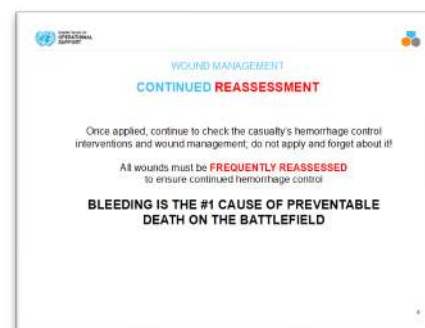 OPERATIONAL
SUPPORT
WOUND MANAGEMENT
CONTINUED REASSESSMENT
Once applied, continue to check the casualty's hemorrhage control
interventions and wound management; do not apply and forget about it!
All wounds must be FREQUENTLY REASSESSED
to ensure continued hemorrhage control
BLEEDING IS THE #1 CAUSE OF PREVENTABLE
DEATH ON THE BATTLEFIELD